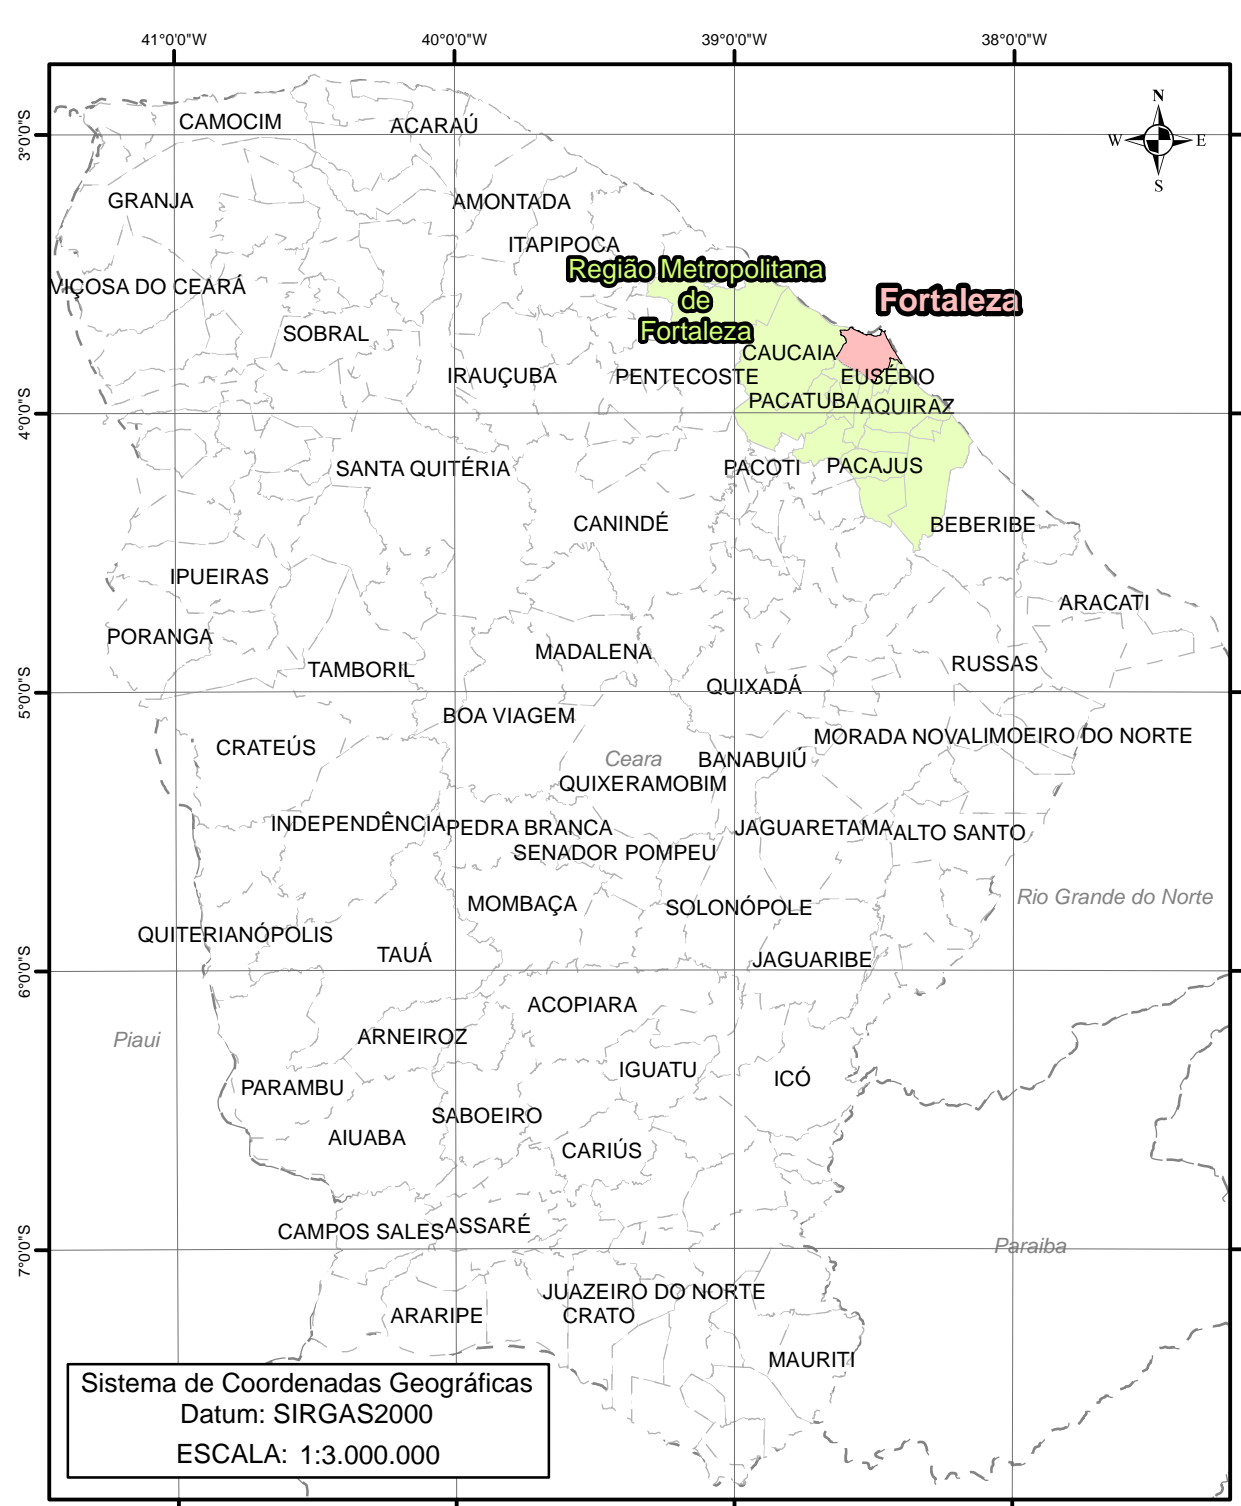 41°0'0"W
40°0'0"W
39°0'0"W
38°0'0"W
N
W
E
S
3°0'0"S
4°0'0"S
5°0'0"S
6°0'0"S
7°0'0"S
CAMOCIM
ACARAÚ
GRANJA
AMONTADA
ITAPIPOCA
Região Metropolitana
de
Fortaleza
VIÇOSA DO CEARÁ
Fortaleza
SOBRAL
CAUCAIA
IRAUÇUBA
PENTECOSTE
EUSÉBIO
PACATUBA
AQUIRAZ
SANTA QUITÉRIA
PACOTI
PACAJUS
CANINDÉ
BEBERIBE
IPUEIRAS
ARACATI
PORANGA
MADALENA
TAMBORIL
RUSSAS
QUIXADÁ
BOA VIAGEM
CRATEÚS
MORADA NOVA
LIMOEIRO DO NORTE
Ceara
BANABUIÚ
QUIXERAMOBIM
INDEPENDÊNCIA
PEDRA BRANCA
JAGUARETAMA
ALTO SANTO
SENADOR POMPEU
MOMBAÇA
SOLONÓPOLE
Rio Grande do Norte
QUITERIANÓPOLIS
TAUÁ
JAGUARIBE
ACOPIARA
Piaui
ARNEIROZ
IGUATU
ICÓ
PARAMBU
SABOEIRO
AIUABA
CARIÚS
CAMPOS SALES
ASSARÉ
Paraiba
JUAZEIRO DO NORTE
ARARIPE
CRATO
MAURITI
Sistema de Coordenadas Geográficas
Datum: SIRGAS2000
ESCALA: 1:3.000.000